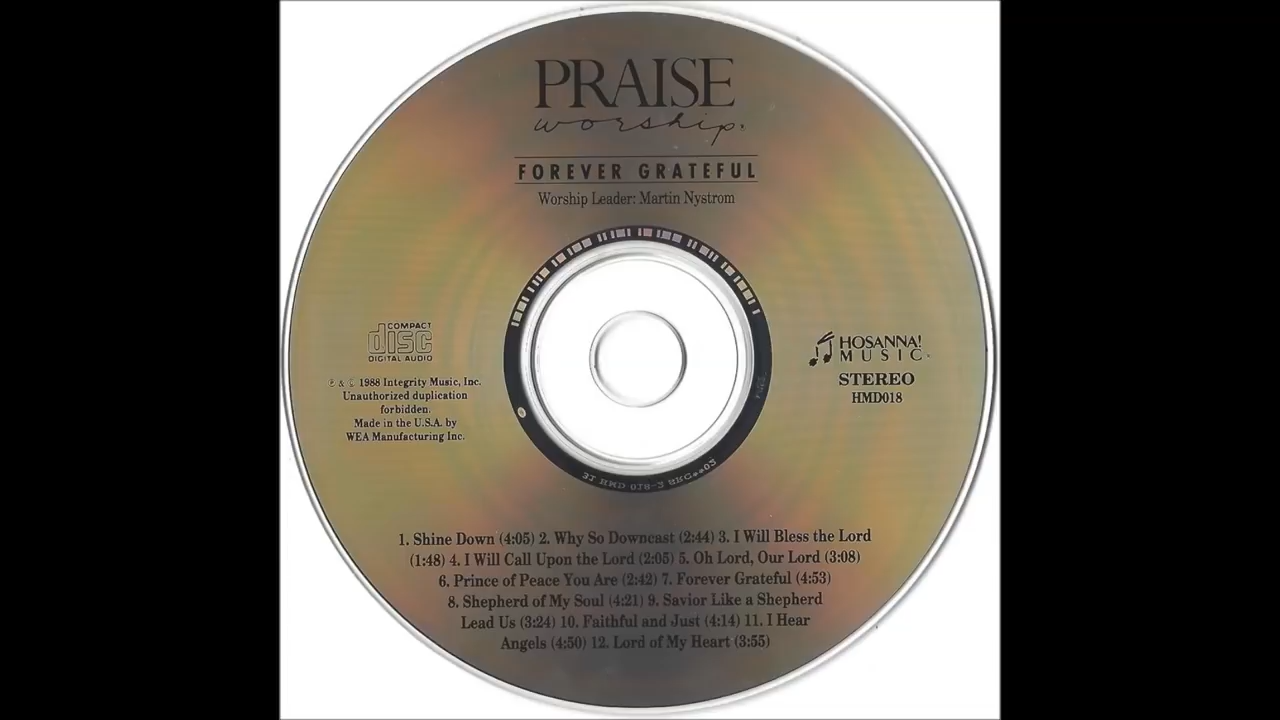 PRAISE
worship.
FOREVER GRATEFUL
Worship Leader: Martin Nystrom
COMPACT
disc
DIGITAL AUDIO
℗ & © 1988 Integrity Music, Inc.
Unauthorized duplication
forbidden.
Made in the U.S.A. by
WEA Manufacturing Inc.
HOSANNA!
MUSIC
STEREO
HMD018
1. Shine Down (4:05) 2. Why So Downcast (2:44) 3. I Will Bless the Lord
(1:48) 4. I Will Call Upon the Lord (2:05) 5. Oh Lord, Our Lord (3:08)
6. Prince of Peace You Are (2:42) 7. Forever Grateful (4:53)
8. Shepherd of My Soul (4:21) 9. Savior Like a Shepherd
Lead Us (3:24) 10. Faithful and Just (4:14) 11. I Hear
Angels (4:50) 12. Lord of My Heart (3:55)